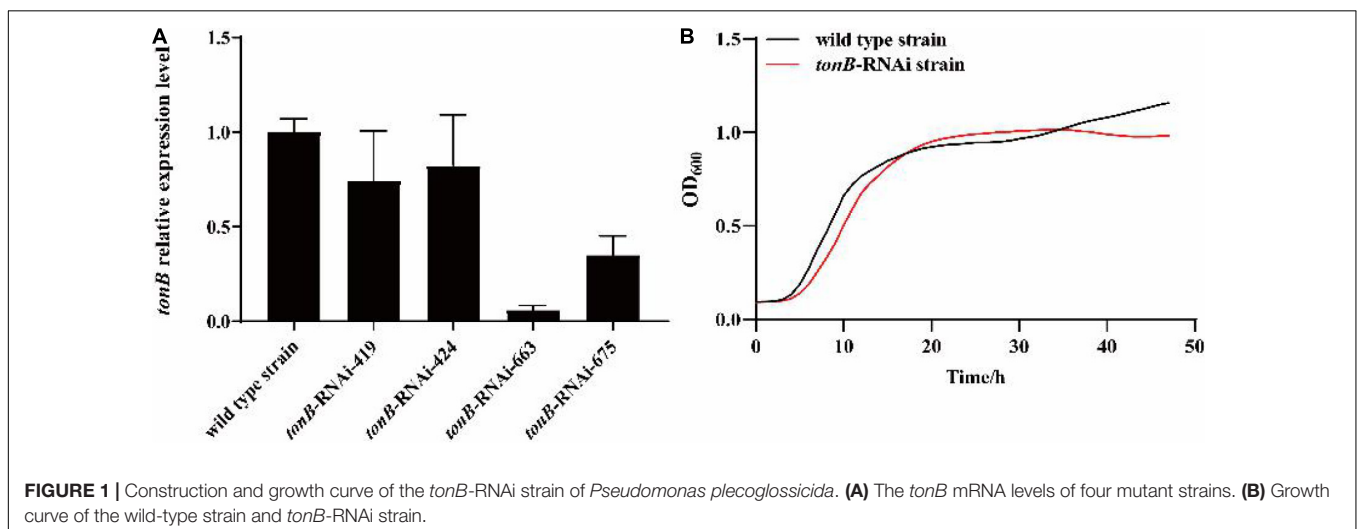 A
tonB relative expression level
1.5
1.0
0.5
0.0
wild type strain
tonB-RNAi-419
tonB-RNAi-424
tonB-RNAi-663
tonB-RNAi-675
B
wild type strain
tonB-RNAi strain
OD600
1.5
1.0
0.5
0.0
0 10 20 30 40 50
Time/h
FIGURE 1 | Construction and growth curve of the tonB-RNAi strain of Pseudomonas plecoglossicida. (A) The tonB mRNA levels of four mutant strains. (B) Growth
curve of the wild-type strain and tonB-RNAi strain.